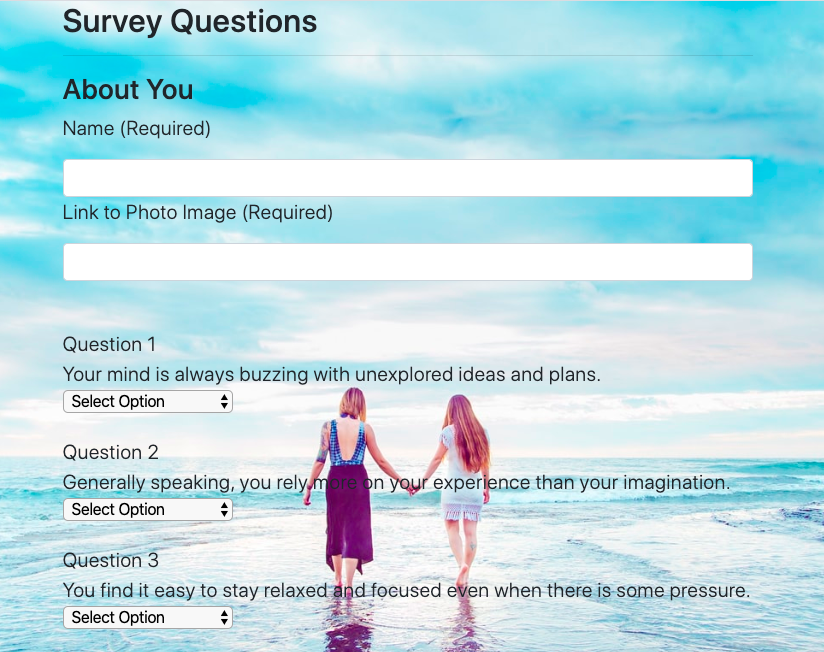 Survey Questions
About You
Name (Required)
Link to Photo Image (Required)
Question 1
Your mind is always buzzing with unexplored ideas and plans.
Select Option
Question 2
Generally speaking, you rely more on your experience than your imagination.
Select Option
Question 3
You find it easy to stay relaxed and focused even when there is some pressure.
Select Option